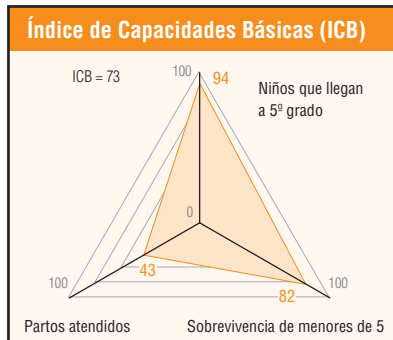 Índice de Capacidades Básicas (ICB)
ICB = 73
100
94
Niños que llegan
a 5º grado
0
43
100
82
100
Partos atendidos
Sobrevivencia de menores de 5